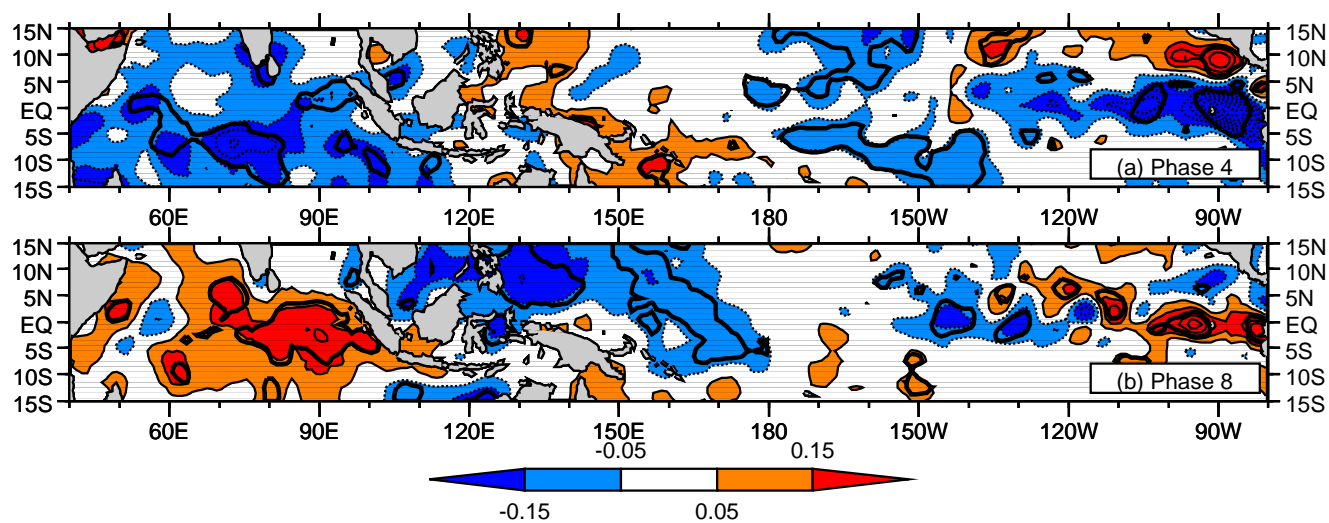 15N 15N
10N 10N
5N 5N
EQ EQ
5S 5S
10S (a) Phase 4 10S
15S 15S
60E 90E 120E 150E 180 150W 120W 90W
15N 15N
10N 10N
5N 5N
EQ EQ
5S 5S
10S (b) Phase 8 10S
15S 15S
60E 90E 120E 150E 180 150W 120W 90W
-0.05 0.15
-0.15 0.05